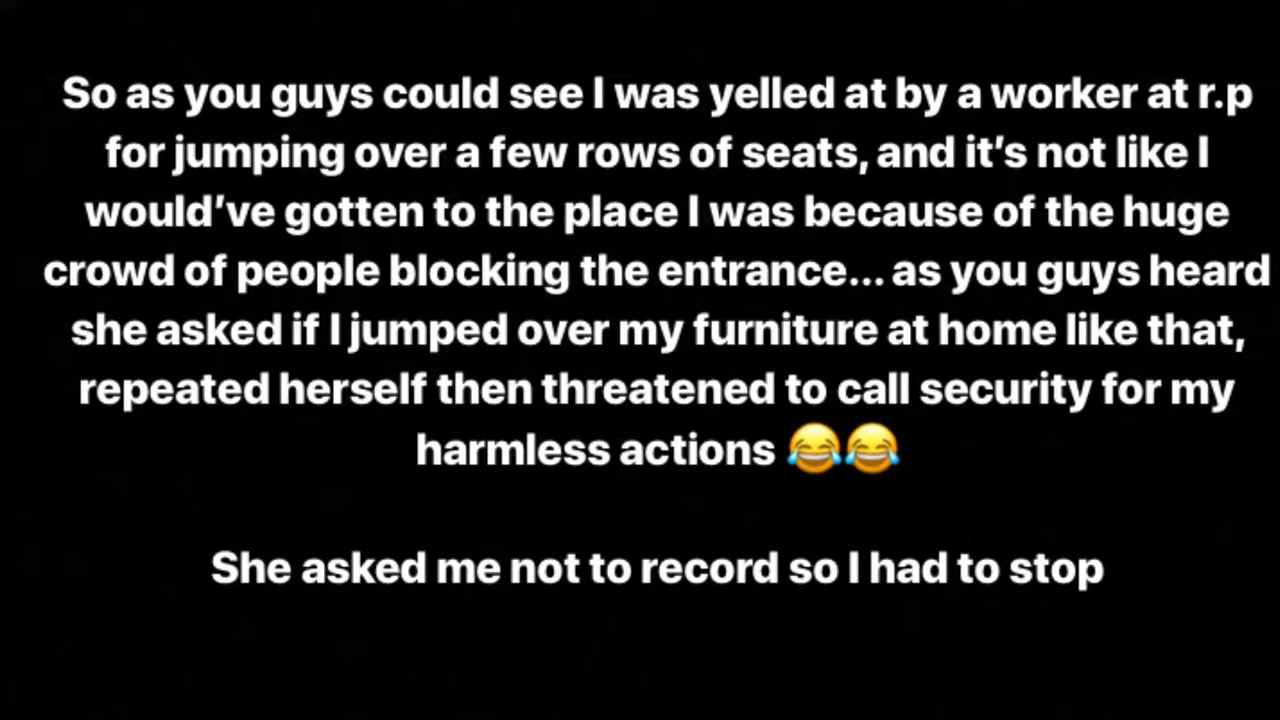 So as you guys could see I was yelled at by a worker at r.p
for jumping over a few rows of seats, and it’s not like I
would’ve gotten to the place I was because of the huge
crowd of people blocking the entrance... as you guys heard
she asked if I jumped over my furniture at home like that,
repeated herself then threatened to call security for my
harmless actions 😂😂
She asked me not to record so I had to stop